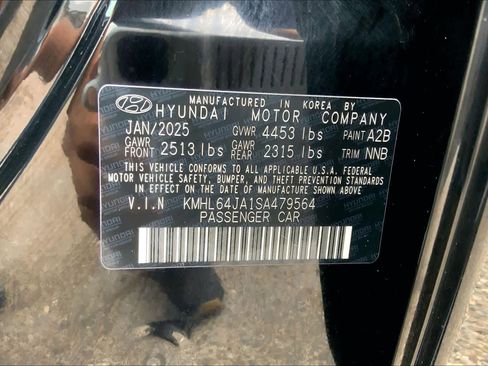 MANUFACTURED IN KOREA BY
HYUNDAI MOTOR COMPANY
JAN/2025 GVWR 4453 lbs PAINT A2B
GAWR FRONT 2513 lbs GAWR REAR 2315 lbs TRIM NNB
THIS VEHICLE CONFORMS TO ALL APPLICABLE U.S.A FEDERAL
MOTOR VEHICLE SAFETY, BUMPER, AND THEFT PREVENTION STANDARDS
IN EFFECT ON THE DATE OF MANUFACTURE SHOWN ABOVE.
V.I.N KMHL64JA1SA479564
PASSENGER CAR